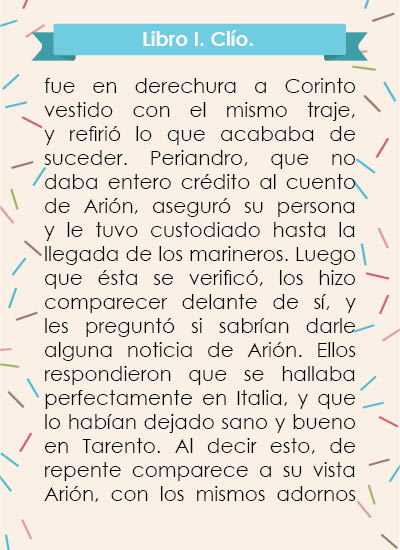 Libro I. Clío.
fue en derechura a Corinto
vestido con el mismo traje,
y refirió lo que acababa de
suceder. Periandro, que no
daba entero crédito al cuento
de Arión, aseguró su persona
y le tuvo custodiado hasta la
llegada de los marineros. Luego
que ésta se verificó, los hizo
comparecer delante de sí, y
les preguntó si sabrían darle
alguna noticia de Arión. Ellos
respondieron que se hallaba
perfectamente en Italia, y que
lo habían dejado sano y bueno
en Tarento. Al decir esto, de
repente comparece a su vista
Arión, con los mismos adornos